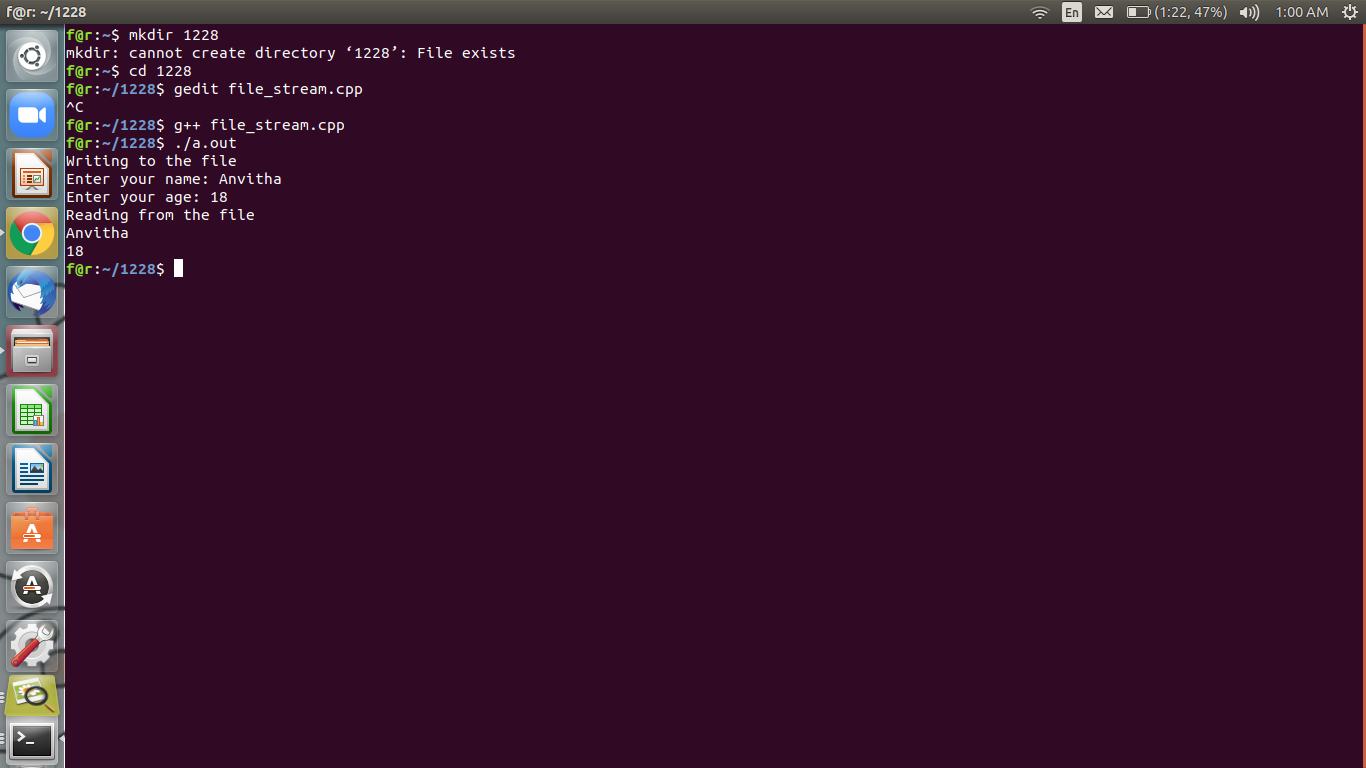 f@r: ~/1228
En
(1:22, 47%)
1:00 AM
f@r:~$ mkdir 1228
mkdir: cannot create directory ‘1228’: File exists
f@r:~$ cd 1228
f@r:~/1228$ gedit file_stream.cpp
^C
f@r:~/1228$ g++ file_stream.cpp
f@r:~/1228$ ./a.out
Writing to the file
Enter your name: Anvitha
Enter your age: 18
Reading from the file
Anvitha
18
f@r:~/1228$